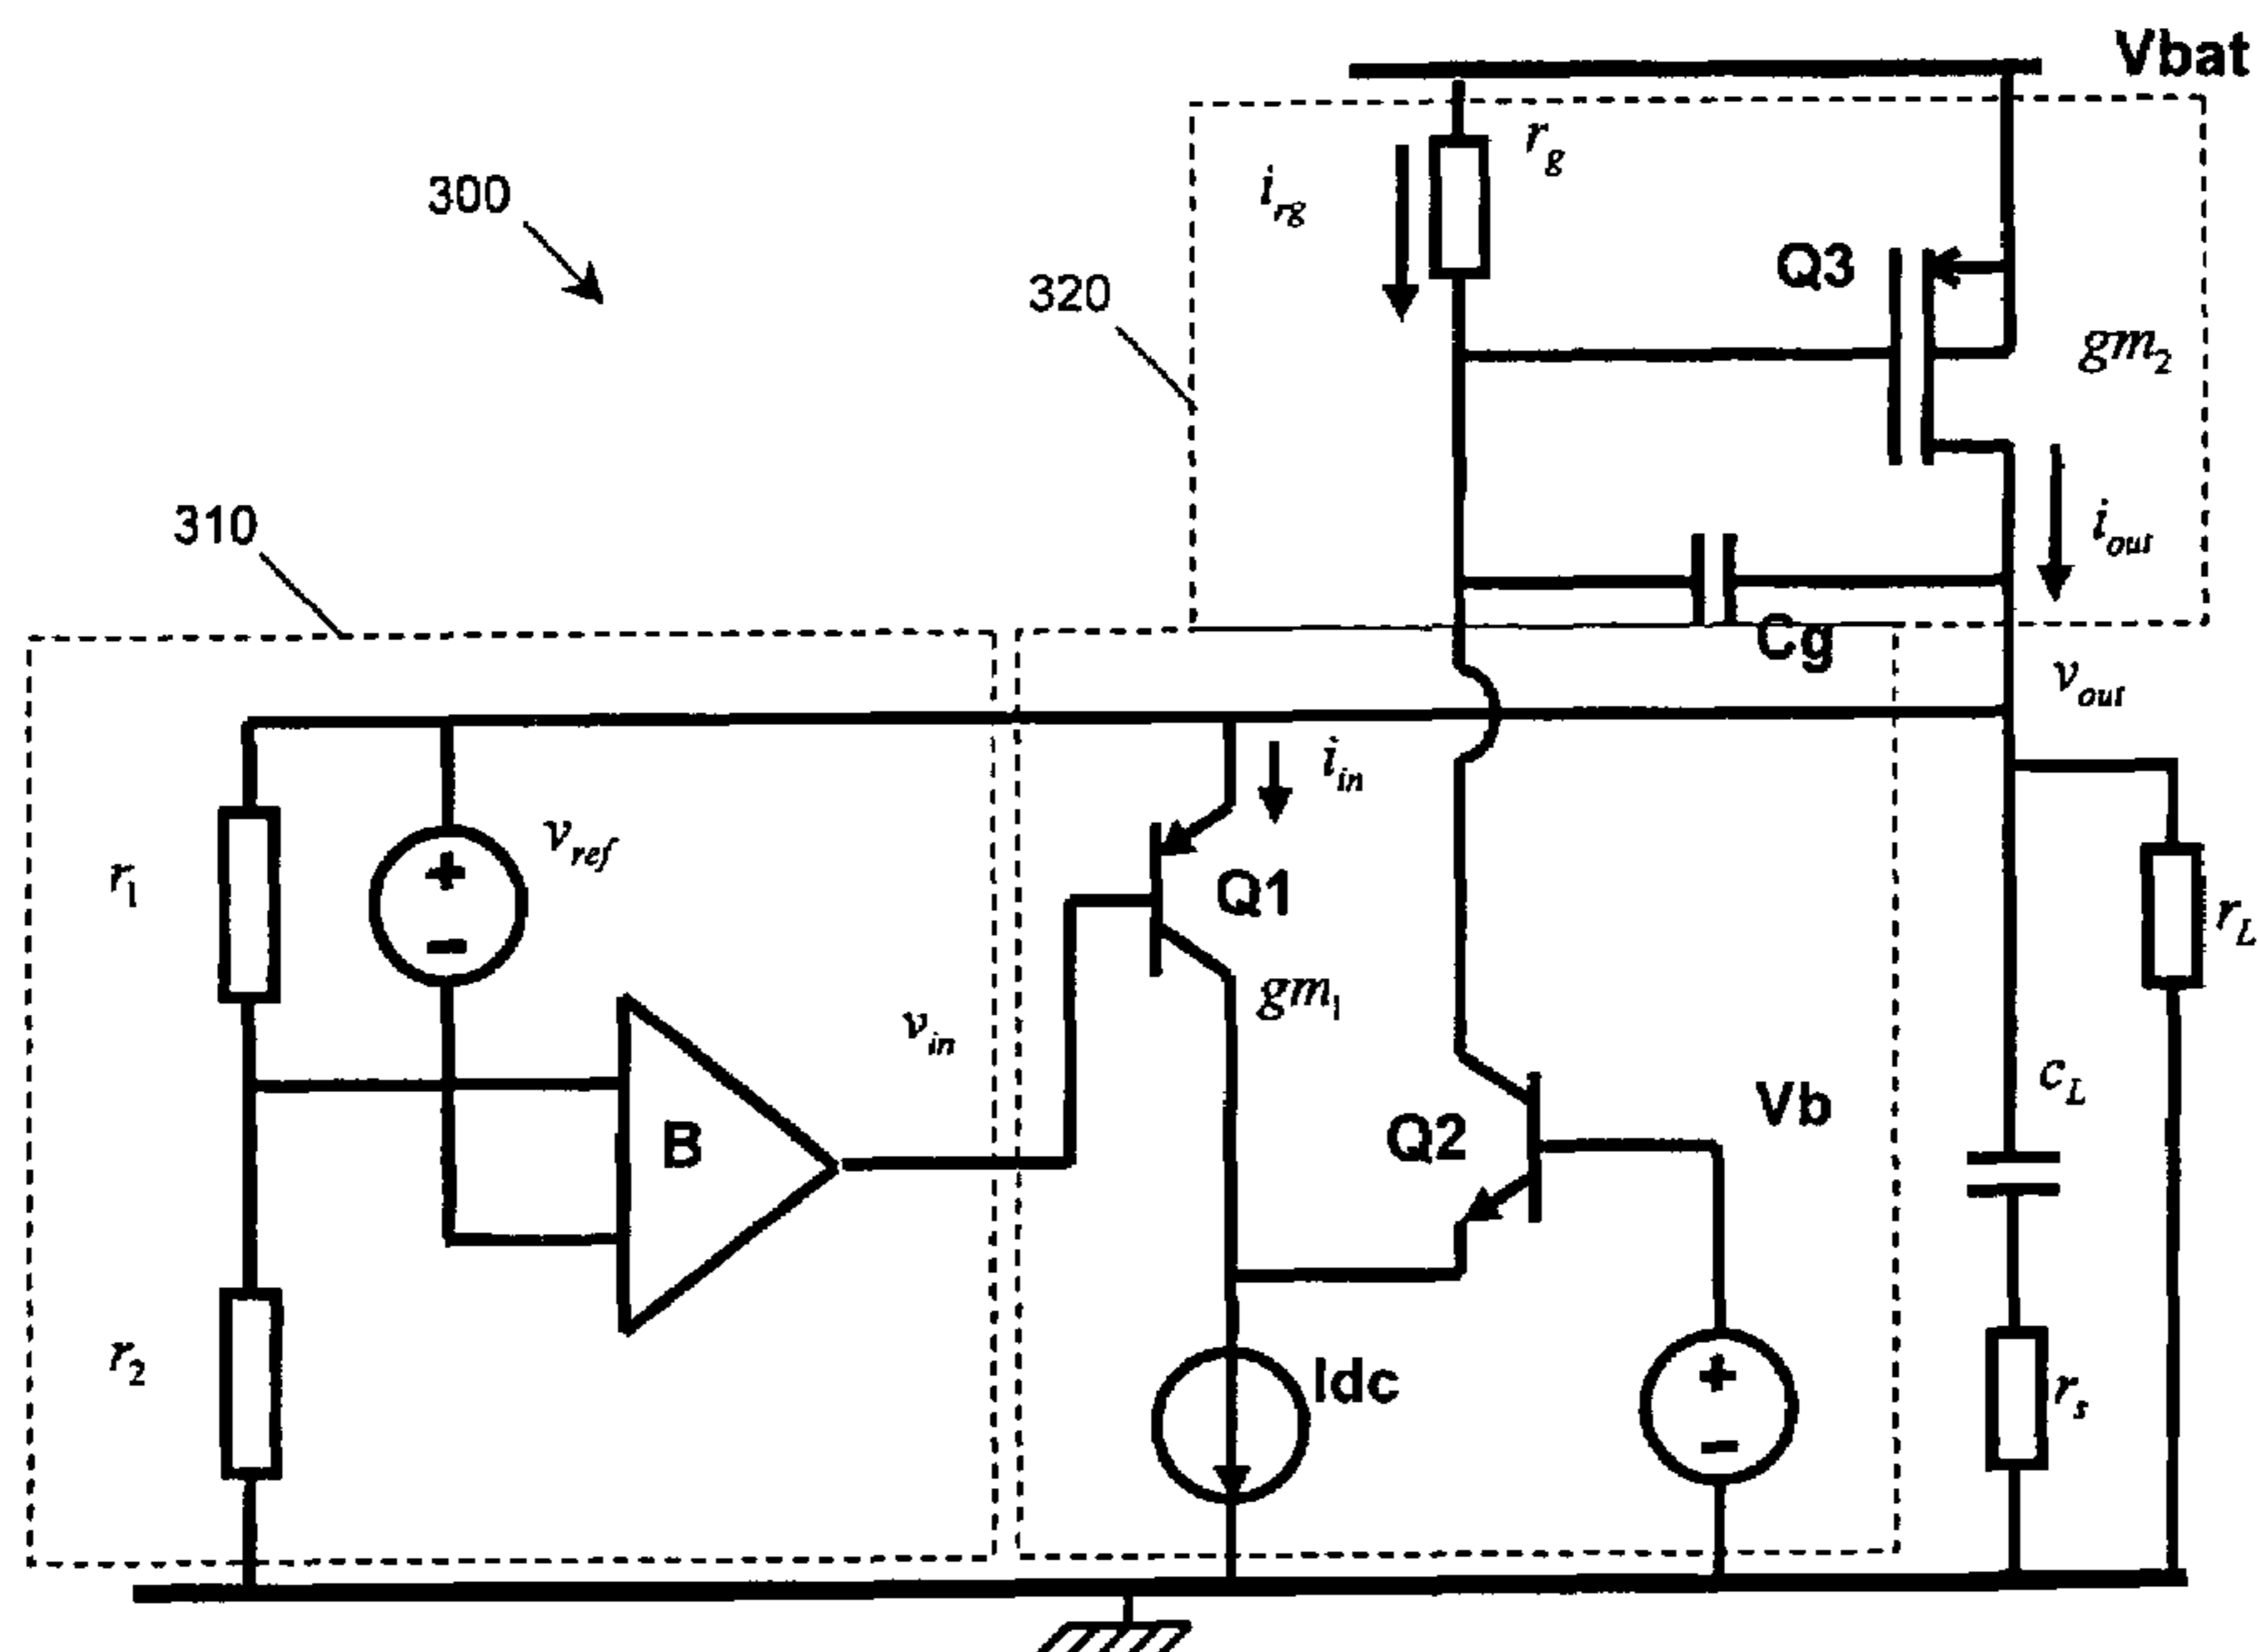 Vbat
r_g
300
i_rg
Q3
320
gm_2
310
i_out
Cg
v_out
i_in
v_ref
r_1
Q1
r_L
gm_1
v_in
c_L
Vb
B
Q2
r_2
Idc
r_s
+
−
+
−